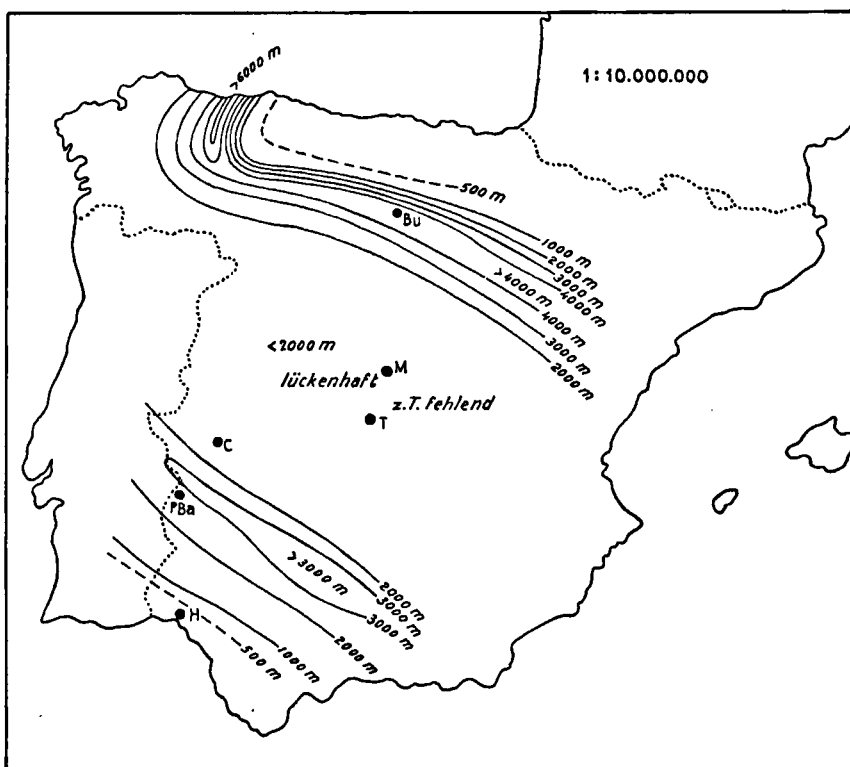 >6000 m
1:10.000.000
500 m
Bu
1000 m
2000 m
3000 m
4000 m
>4000 m
4000 m
3000 m
2000 m
<2000 m
M
lückenhaft
z.T. fehlend
T
C
PBa
>3000 m
2000 m
3000 m
3000 m
2000 m
H
1000 m
500 m